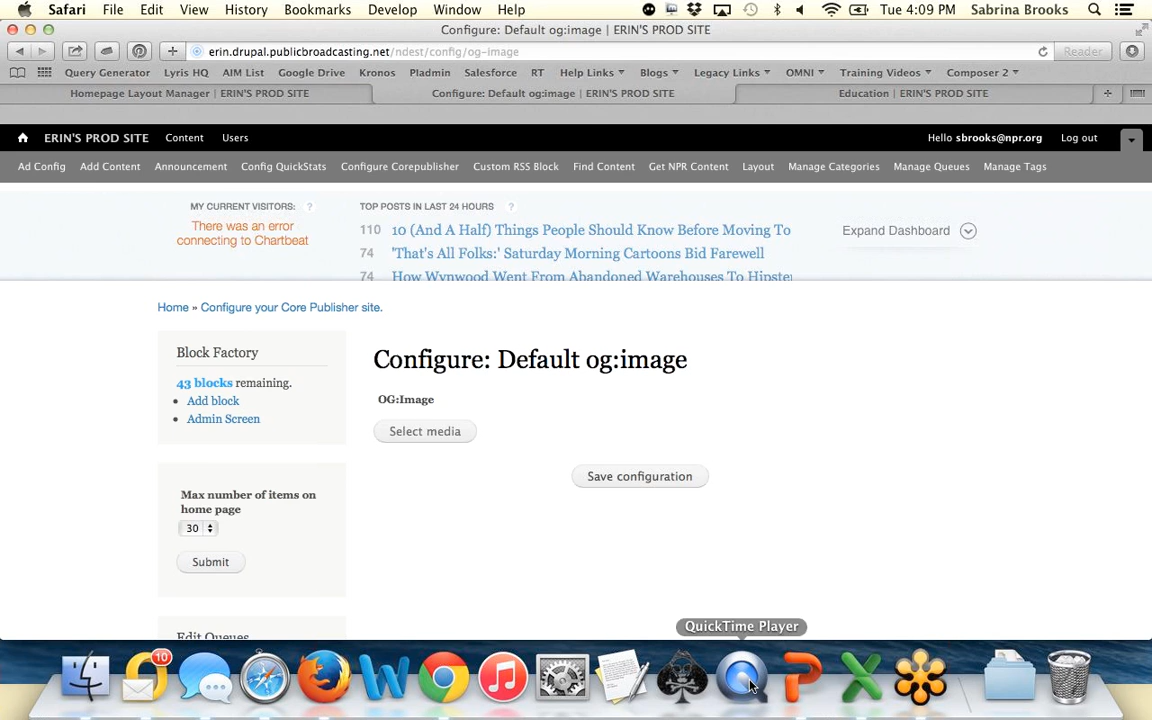 Safari File Edit View History Bookmarks Develop Window Help Tue 4:09 PM Sabrina Brooks
Configure: Default og:image | ERIN'S PROD SITE
erin.drupal.publicbroadcasting.net/ndest/config/og-image Reader
Query Generator Lyris HQ AIM List Google Drive Kronos Pladmin Salesforce RT Help Links Blogs Legacy Links OMNI Training Videos Composer 2
Homepage Layout Manager | ERIN'S PROD SITE Configure: Default og:image | ERIN'S PROD SITE Education | ERIN'S PROD SITE
ERIN'S PROD SITE Content Users Hello sbrooks@npr.org Log out
Ad Config Add Content Announcement Config QuickStats Configure Corepublisher Custom RSS Block Find Content Get NPR Content Layout Manage Categories Manage Queues Manage Tags
MY CURRENT VISITORS: ? TOP POSTS IN LAST 24 HOURS ?
There was an error
connecting to Chartbeat
110 10 (And A Half) Things People Should Know Before Moving To
74 'That's All Folks:' Saturday Morning Cartoons Bid Farewell
74 How Wynwood Went From Abandoned Warehouses To Hipster
Expand Dashboard
Home » Configure your Core Publisher site.
Block Factory
43 blocks remaining.
Add block
Admin Screen
Configure: Default og:image
OG:Image
Select media
Save configuration
Max number of items on
home page
30
Submit
Edit Queues
QuickTime Player
10